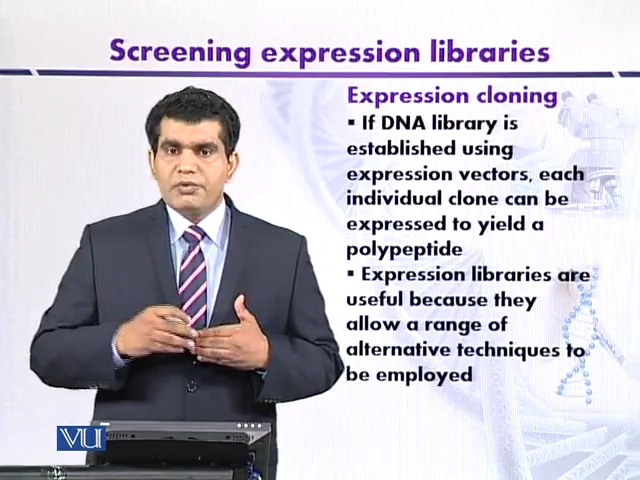 Screening expression libraries
Expression cloning
▪ If DNA library is
established using
expression vectors, each
individual clone can be
expressed to yield a
polypeptide
▪ Expression libraries are
useful because they
allow a range of
alternative techniques to
be employed
VU